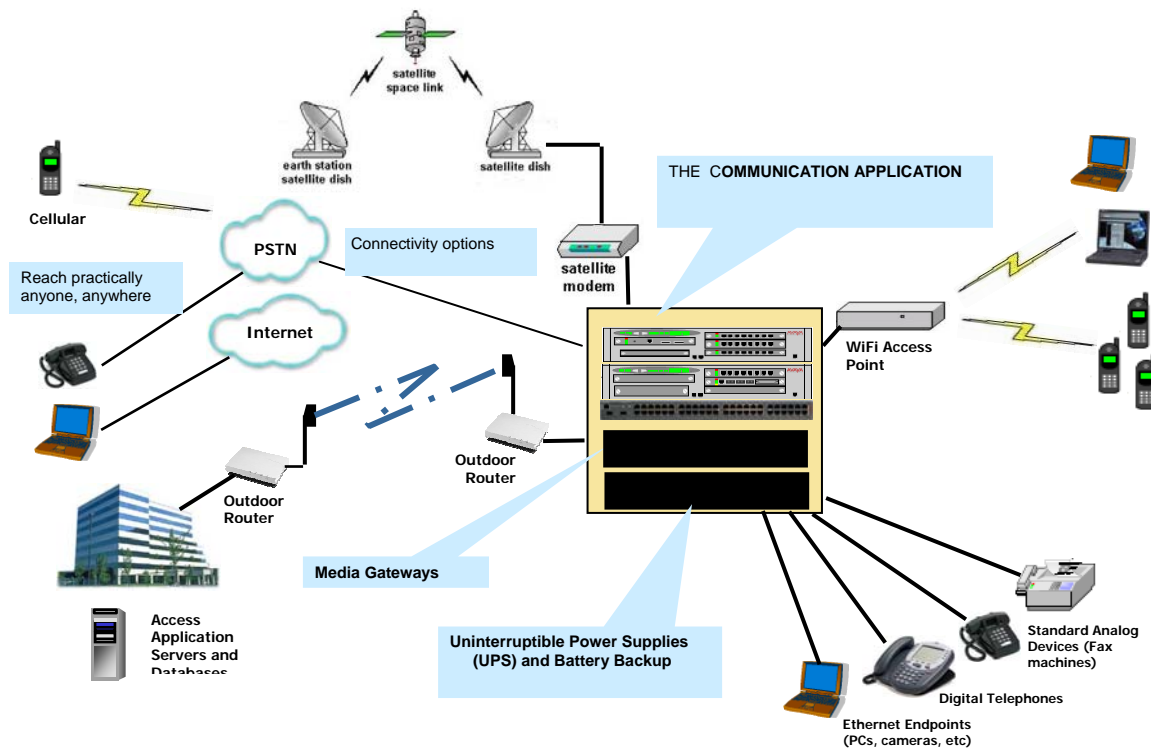 satellite
space link
earth station
satellite dish
satellite dish
THE COMMUNICATION APPLICATION
Cellular
PSTN
Connectivity options
satellite
modem
Reach practically
anyone, anywhere
Internet
WiFi Access
Point
Outdoor
Router
Outdoor
Router
Media Gateways
Access
Application
Servers and
Databases
Uninterruptible Power Supplies
(UPS) and Battery Backup
Standard Analog
Devices (Fax
machines)
Digital Telephones
Ethernet Endpoints
(PCs, cameras, etc)